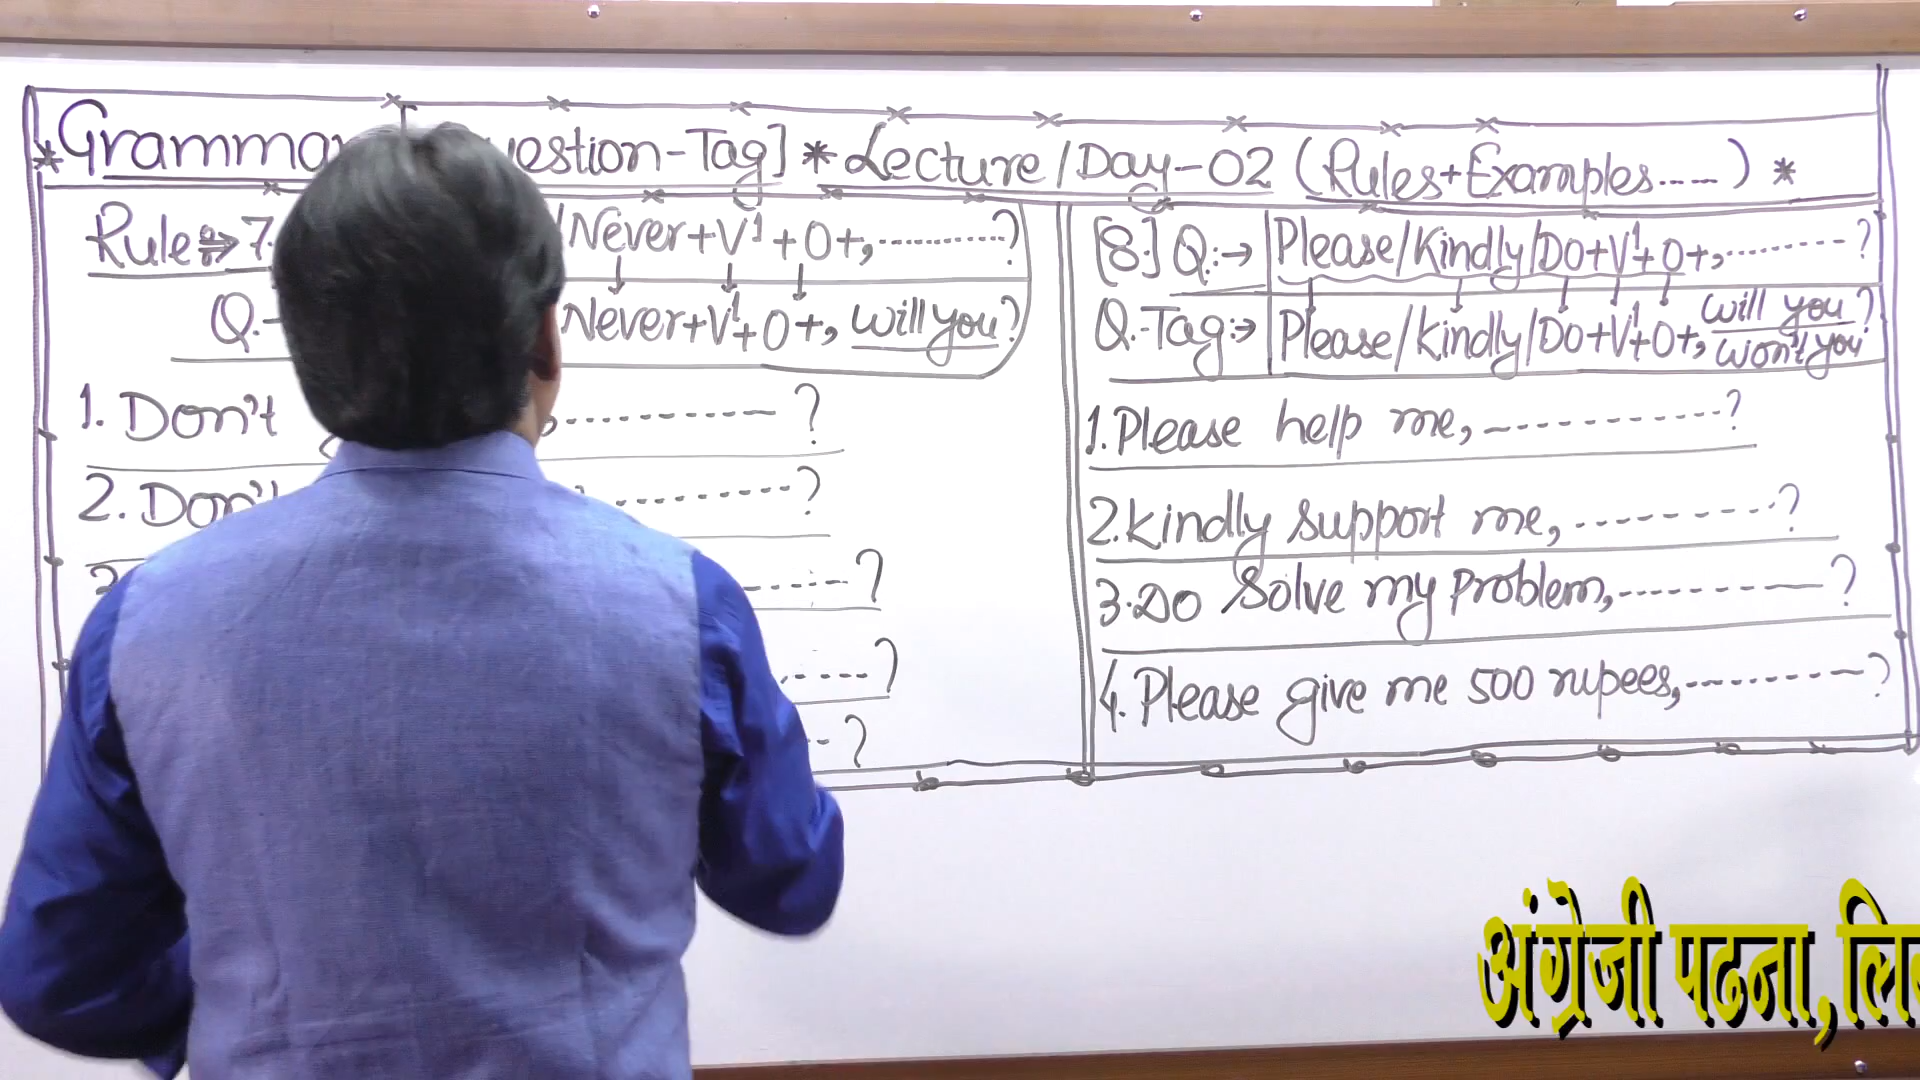 *Grammar estion-Tag] * Lecture/Day-02 (Rules+Examples......) *
Rule⇒7. /Never+V¹+O+,...........?
Q.- Never+V¹+O+, will you?
1. Don't ,...........?
2. Don't ...........?
......?
,.....?
..?
[8.] Q.:→ Please/Kindly/Do+V¹+O+,.........?
Q.-Tag:→ Please/Kindly/Do+V¹+O+, will you?
won't you
1. Please help me,............?
2. Kindly support me,..........?
3. Do solve my problem,...........?
4. Please give me 500 rupees,..........?
अंग्रेजी पढना,